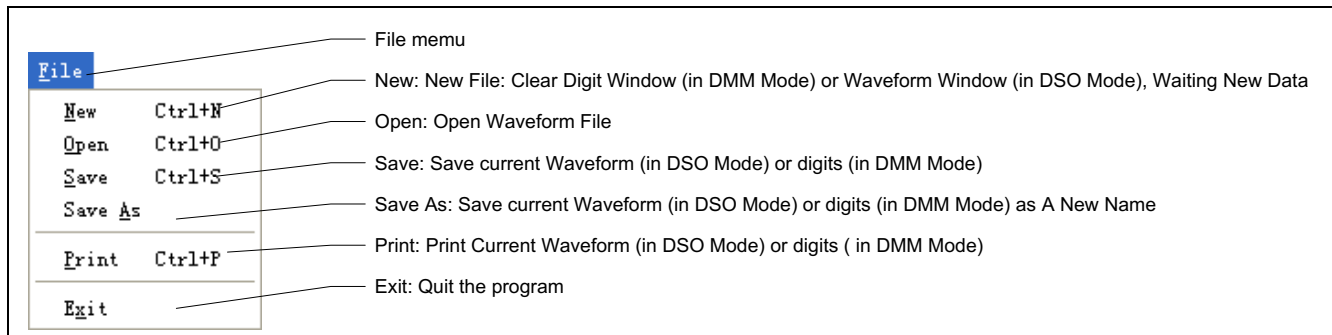 File memu
File
New: New File: Clear Digit Window (in DMM Mode) or Waveform Window (in DSO Mode), Waiting New Data
New Ctrl+N
Open: Open Waveform File
Open Ctrl+O
Save: Save current Waveform (in DSO Mode) or digits (in DMM Mode)
Save Ctrl+S
Save As: Save current Waveform (in DSO Mode) or digits (in DMM Mode) as A New Name
Save As
Print: Print Current Waveform (in DSO Mode) or digits ( in DMM Mode)
Print Ctrl+P
Exit: Quit the program
Exit